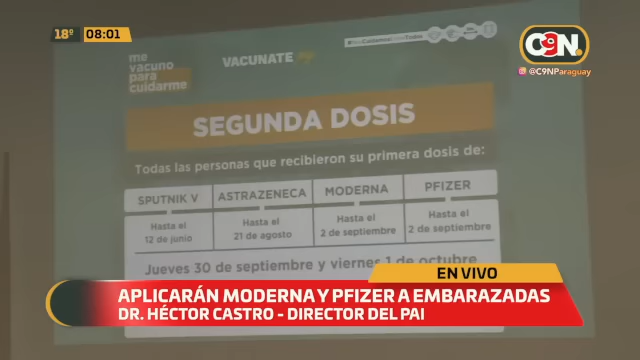 18º 08:01
C9N.
@C9NParaguay
me
vacuno
para
cuidarme
VACUNATE PY
SEGUNDA DOSIS
Todas las personas que recibieron su primera dosis de:
SPUTNIK V ASTRAZENECA MODERNA PFIZER
Hasta el Hasta el Hasta el Hasta el
12 de junio 21 de agosto 2 de septiembre 2 de septiembre
Jueves 30 de septiembre y viernes 1 de octubre
EN VIVO
APLICARÁN MODERNA Y PFIZER A EMBARAZADAS
DR. HÉCTOR CASTRO - DIRECTOR DEL PAI